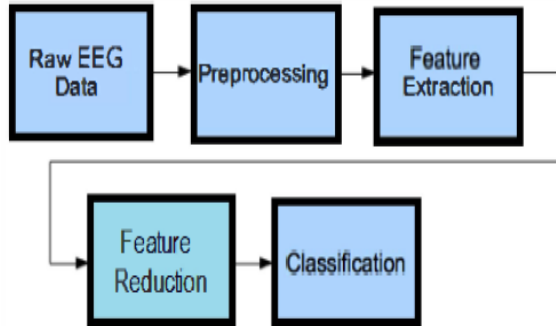 Raw EEG
Data
Preprocessing
Feature
Extraction
Feature
Reduction
Classification